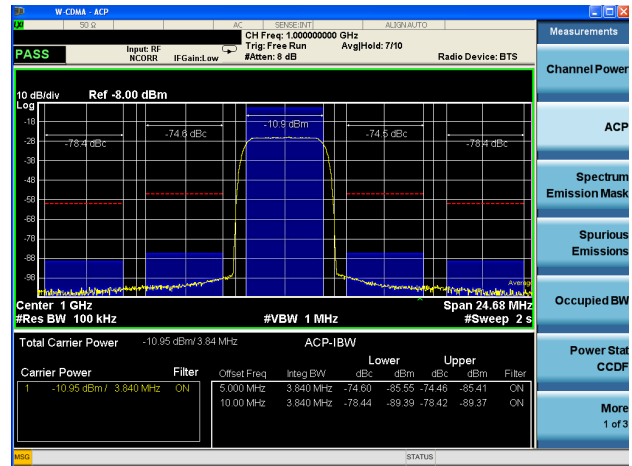 W-CDMA - ACP
LXI 50 Ω AC SENSE:INT ALIGN AUTO
CH Freq: 1.000000000 GHz
PASS Input: RF Trig: Free Run Avg|Hold: 7/10
NCORR IFGain:Low #Atten: 8 dB Radio Device: BTS
10 dB/div Ref -8.00 dBm
Log
-18
-28
-38
-48
-58
-68
-78
-88
-98
-78.4 dBc
-74.6 dBc
-10.9 dBm
-74.5 dBc
-78.4 dBc
Average
Center 1 GHz Span 24.68 MHz
#Res BW 100 kHz #VBW 1 MHz #Sweep 2 s
Total Carrier Power -10.95 dBm/ 3.84 MHz ACP-IBW
Lower Upper
Carrier Power Filter Offset Freq Integ BW dBc dBm dBc dBm Filter
1 -10.95 dBm / 3.840 MHz ON 5.000 MHz 3.840 MHz -74.60 -85.55 -74.46 -85.41 ON
10.00 MHz 3.840 MHz -78.44 -89.39 -78.42 -89.37 ON
MSG STATUS
Measurements
Channel Power
ACP
Spectrum
Emission Mask
Spurious
Emissions
Occupied BW
Power Stat
CCDF
More
1 of 3